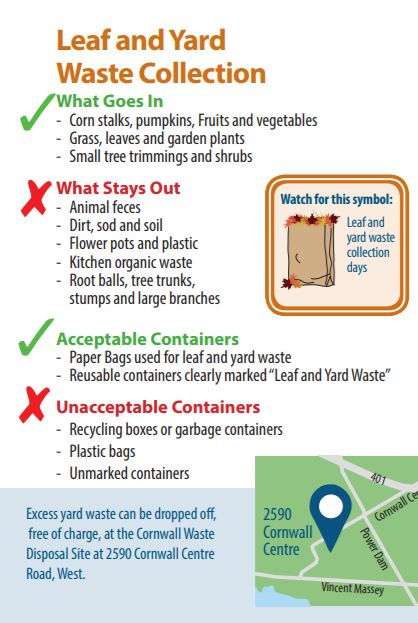 Leaf and Yard
Waste Collection
What Goes In
- Corn stalks, pumpkins, Fruits and vegetables
- Grass, leaves and garden plants
- Small tree trimmings and shrubs
What Stays Out
- Animal feces
- Dirt, sod and soil
- Flower pots and plastic
- Kitchen organic waste
- Root balls, tree trunks,
stumps and large branches
Watch for this symbol:
Leaf and
yard waste
collection
days
Acceptable Containers
- Paper Bags used for leaf and yard waste
- Reusable containers clearly marked “Leaf and Yard Waste”
Unacceptable Containers
- Recycling boxes or garbage containers
- Plastic bags
- Unmarked containers
Excess yard waste can be dropped off,
free of charge, at the Cornwall Waste
Disposal Site at 2590 Cornwall Centre
Road, West.
2590
Cornwall
Centre
401
Cornwall Ce
Power Dam
Vincent Massey